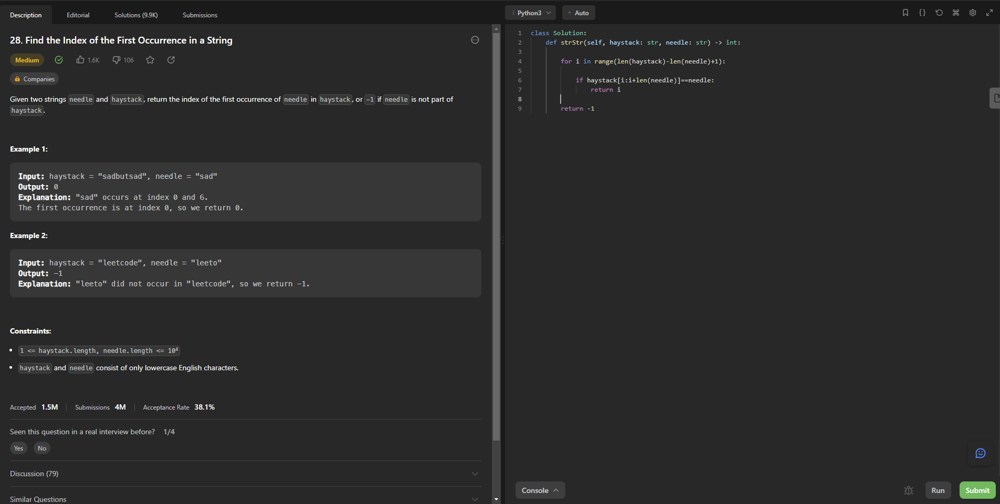 Description Editorial Solutions (9.9K) Submissions
28. Find the Index of the First Occurrence in a String
Medium 1.6K 106
Companies
Given two strings needle and haystack, return the index of the first occurrence of needle in haystack, or -1 if needle is not part of
haystack.
Example 1:
Input: haystack = "sadbutsad", needle = "sad"
Output: 0
Explanation: "sad" occurs at index 0 and 6.
The first occurrence is at index 0, so we return 0.
Example 2:
Input: haystack = "leetcode", needle = "leeto"
Output: -1
Explanation: "leeto" did not occur in "leetcode", so we return -1.
Constraints:
• 1 <= haystack.length, needle.length <= 10⁴
• haystack and needle consist of only lowercase English characters.
Accepted 1.5M Submissions 4M Acceptance Rate 38.1%
Seen this question in a real interview before? 1/4
Yes No
Discussion (79)
Similar Questions
i Python3 • Auto {}
1 class Solution:
2 def strStr(self, haystack: str, needle: str) -> int:
3
4 for i in range(len(haystack)-len(needle)+1):
5
6 if haystack[i:i+len(needle)]==needle:
7 return i
8
9 return -1
Console Run Submit